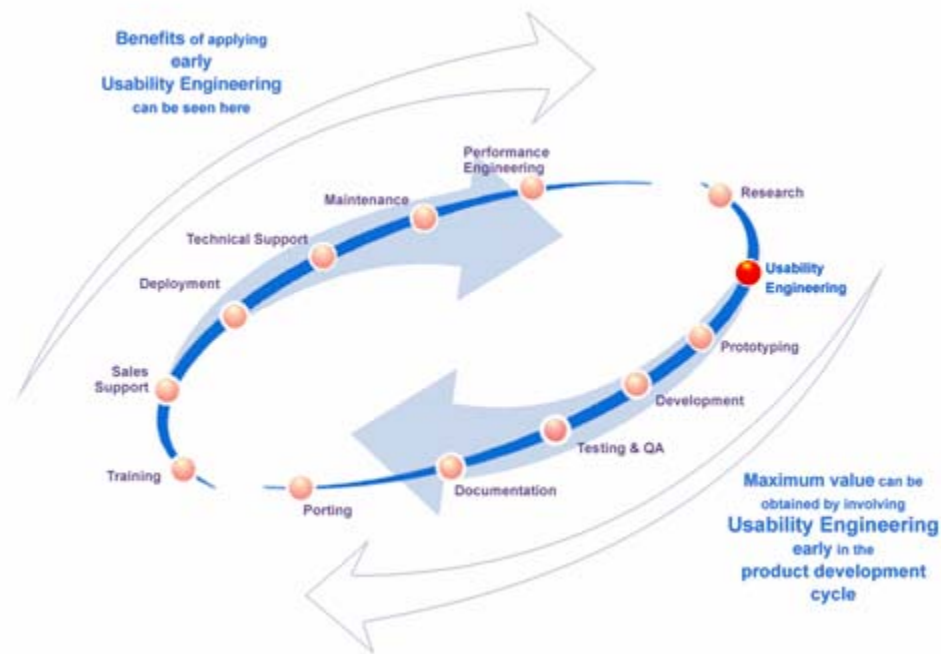 Benefits of applying
early
Usability Engineering
can be seen here
Performance
Engineering
Maintenance
Research
Technical Support
Usability
Engineering
Deployment
Prototyping
Sales
Support
Development
Testing & QA
Training
Documentation
Porting
Maximum value can be
obtained by involving
Usability Engineering
early in the
product development
cycle